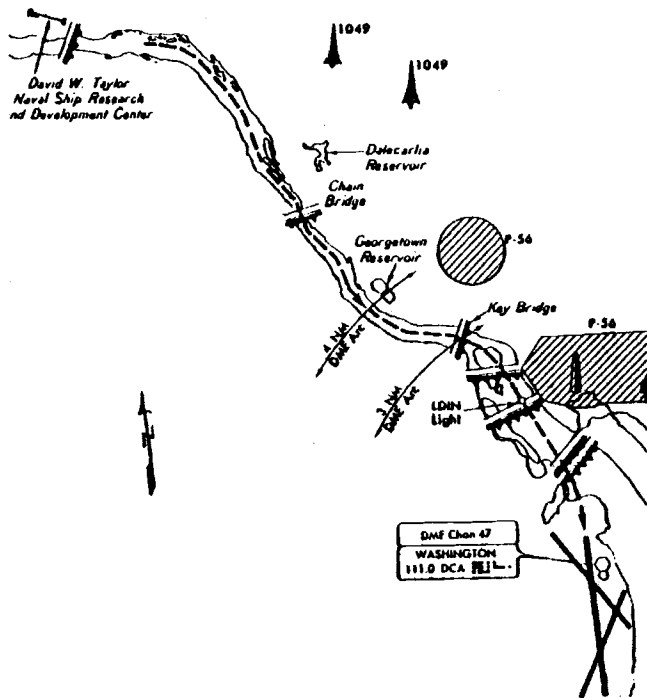 1049
1049
David W. Taylor
Naval Ship Research
nd Development Center
Dalecarlia
Reservoir
Chain
Bridge
P-56
Georgetown
Reservoir
Key Bridge
P-56
4 NM
DME Arc
3 NM
DME Arc
LDIN
Light
DME Chan 47
WASHINGTON
111.0 DCA